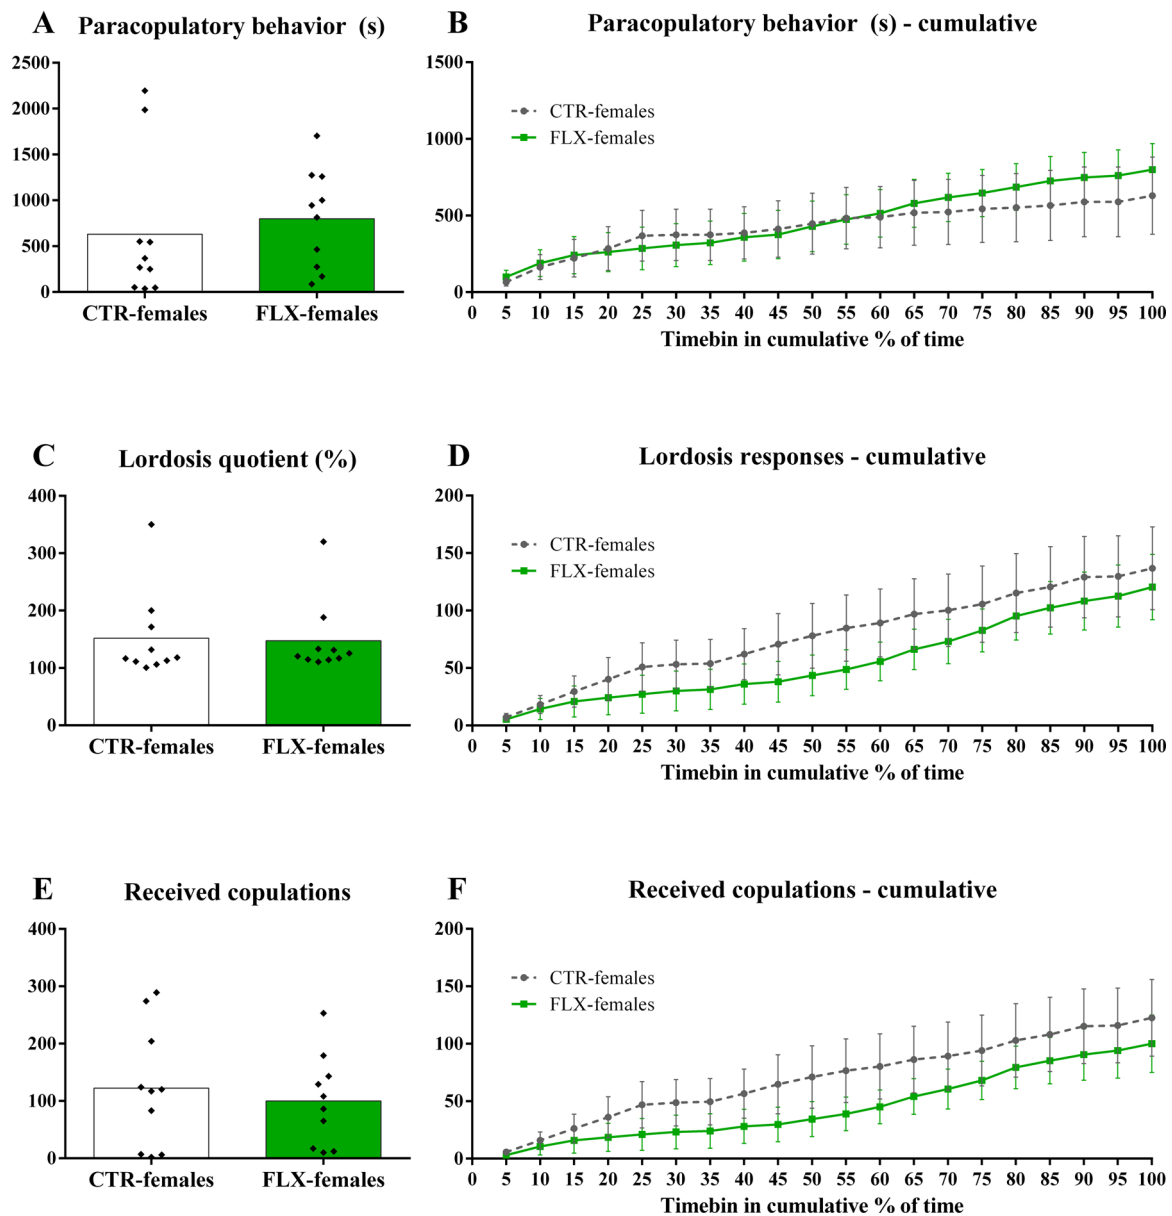 A Paracopulatory behavior (s)
2500
2000
1500
1000
500
0
CTR-females FLX-females
B Paracopulatory behavior (s) - cumulative
1500
1000
500
0
CTR-females
FLX-females
0 5 10 15 20 25 30 35 40 45 50 55 60 65 70 75 80 85 90 95 100
Timebin in cumulative % of time
C Lordosis quotient (%)
400
300
200
100
0
CTR-females FLX-females
D Lordosis responses - cumulative
200
150
100
50
0
CTR-females
FLX-females
0 5 10 15 20 25 30 35 40 45 50 55 60 65 70 75 80 85 90 95 100
Timebin in cumulative % of time
E Received copulations
400
300
200
100
0
CTR-females FLX-females
F Received copulations - cumulative
200
150
100
50
0
CTR-females
FLX-females
0 5 10 15 20 25 30 35 40 45 50 55 60 65 70 75 80 85 90 95 100
Timebin in cumulative % of time